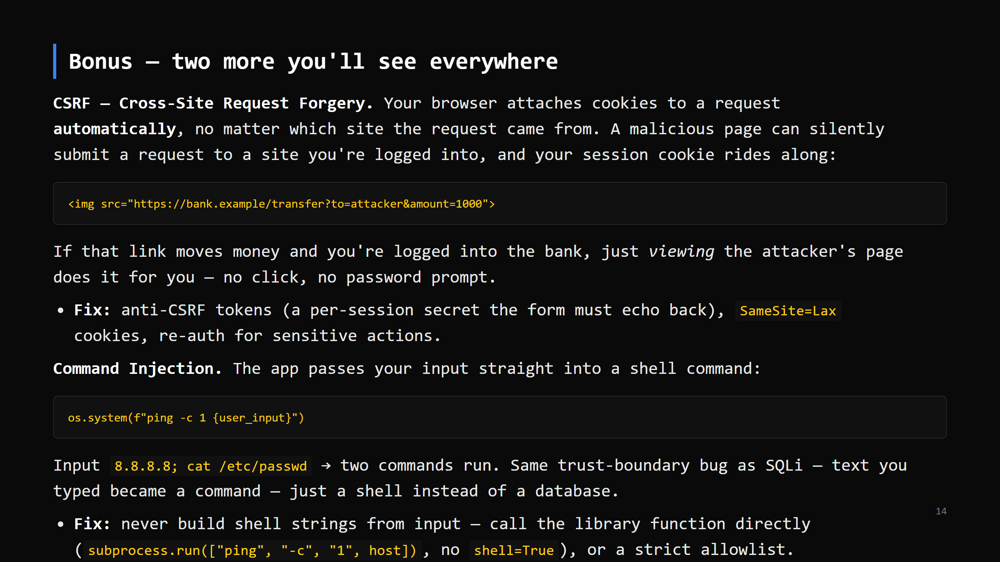 Bonus — two more you'll see everywhere
CSRF — Cross-Site Request Forgery. Your browser attaches cookies to a request
automatically, no matter which site the request came from. A malicious page can silently
submit a request to a site you're logged into, and your session cookie rides along:
<img src="https://bank.example/transfer?to=attacker&amount=1000">
If that link moves money and you're logged into the bank, just viewing the attacker's page
does it for you — no click, no password prompt.
• Fix: anti-CSRF tokens (a per-session secret the form must echo back), SameSite=Lax
cookies, re-auth for sensitive actions.
Command Injection. The app passes your input straight into a shell command:
os.system(f"ping -c 1 {user_input}")
Input 8.8.8.8; cat /etc/passwd → two commands run. Same trust-boundary bug as SQLi — text you
typed became a command — just a shell instead of a database.
14
• Fix: never build shell strings from input — call the library function directly
(subprocess.run(["ping", "-c", "1", host]), no shell=True), or a strict allowlist.